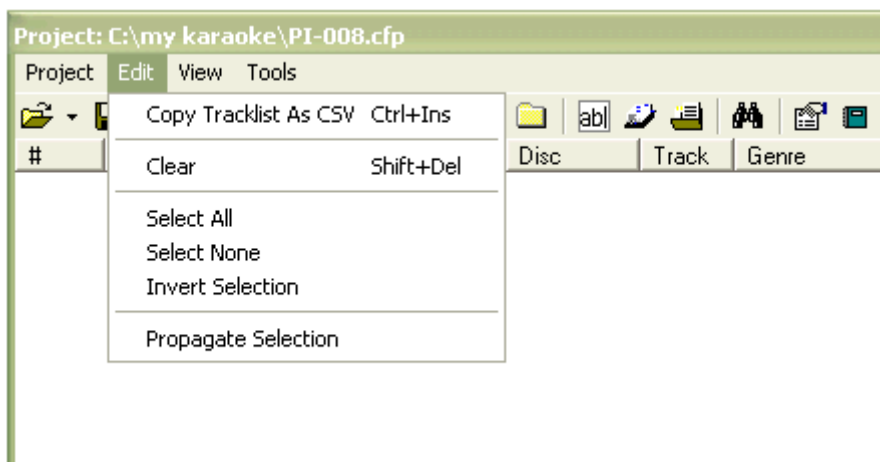 Project: C:\my karaoke\PI-008.cfp
Project Edit View Tools
ab
# Disc Track Genre
Copy Tracklist As CSV Ctrl+Ins
Clear Shift+Del
Select All
Select None
Invert Selection
Propagate Selection